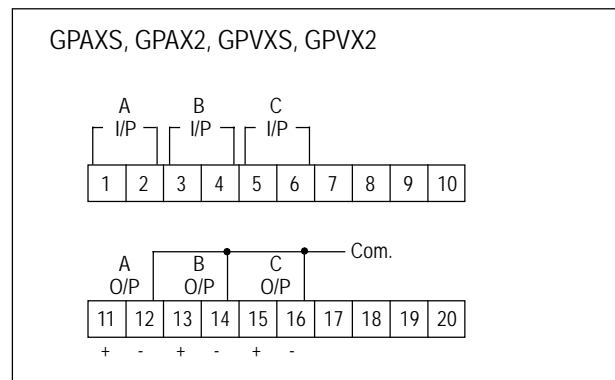 GPAXS, GPAX2, GPVXS, GPVX2
A B C
I/P I/P I/P
1 2 3 4 5 6 7 8 9 10
Com.
A B C
O/P O/P O/P
11 12 13 14 15 16 17 18 19 20
+ - + - + -